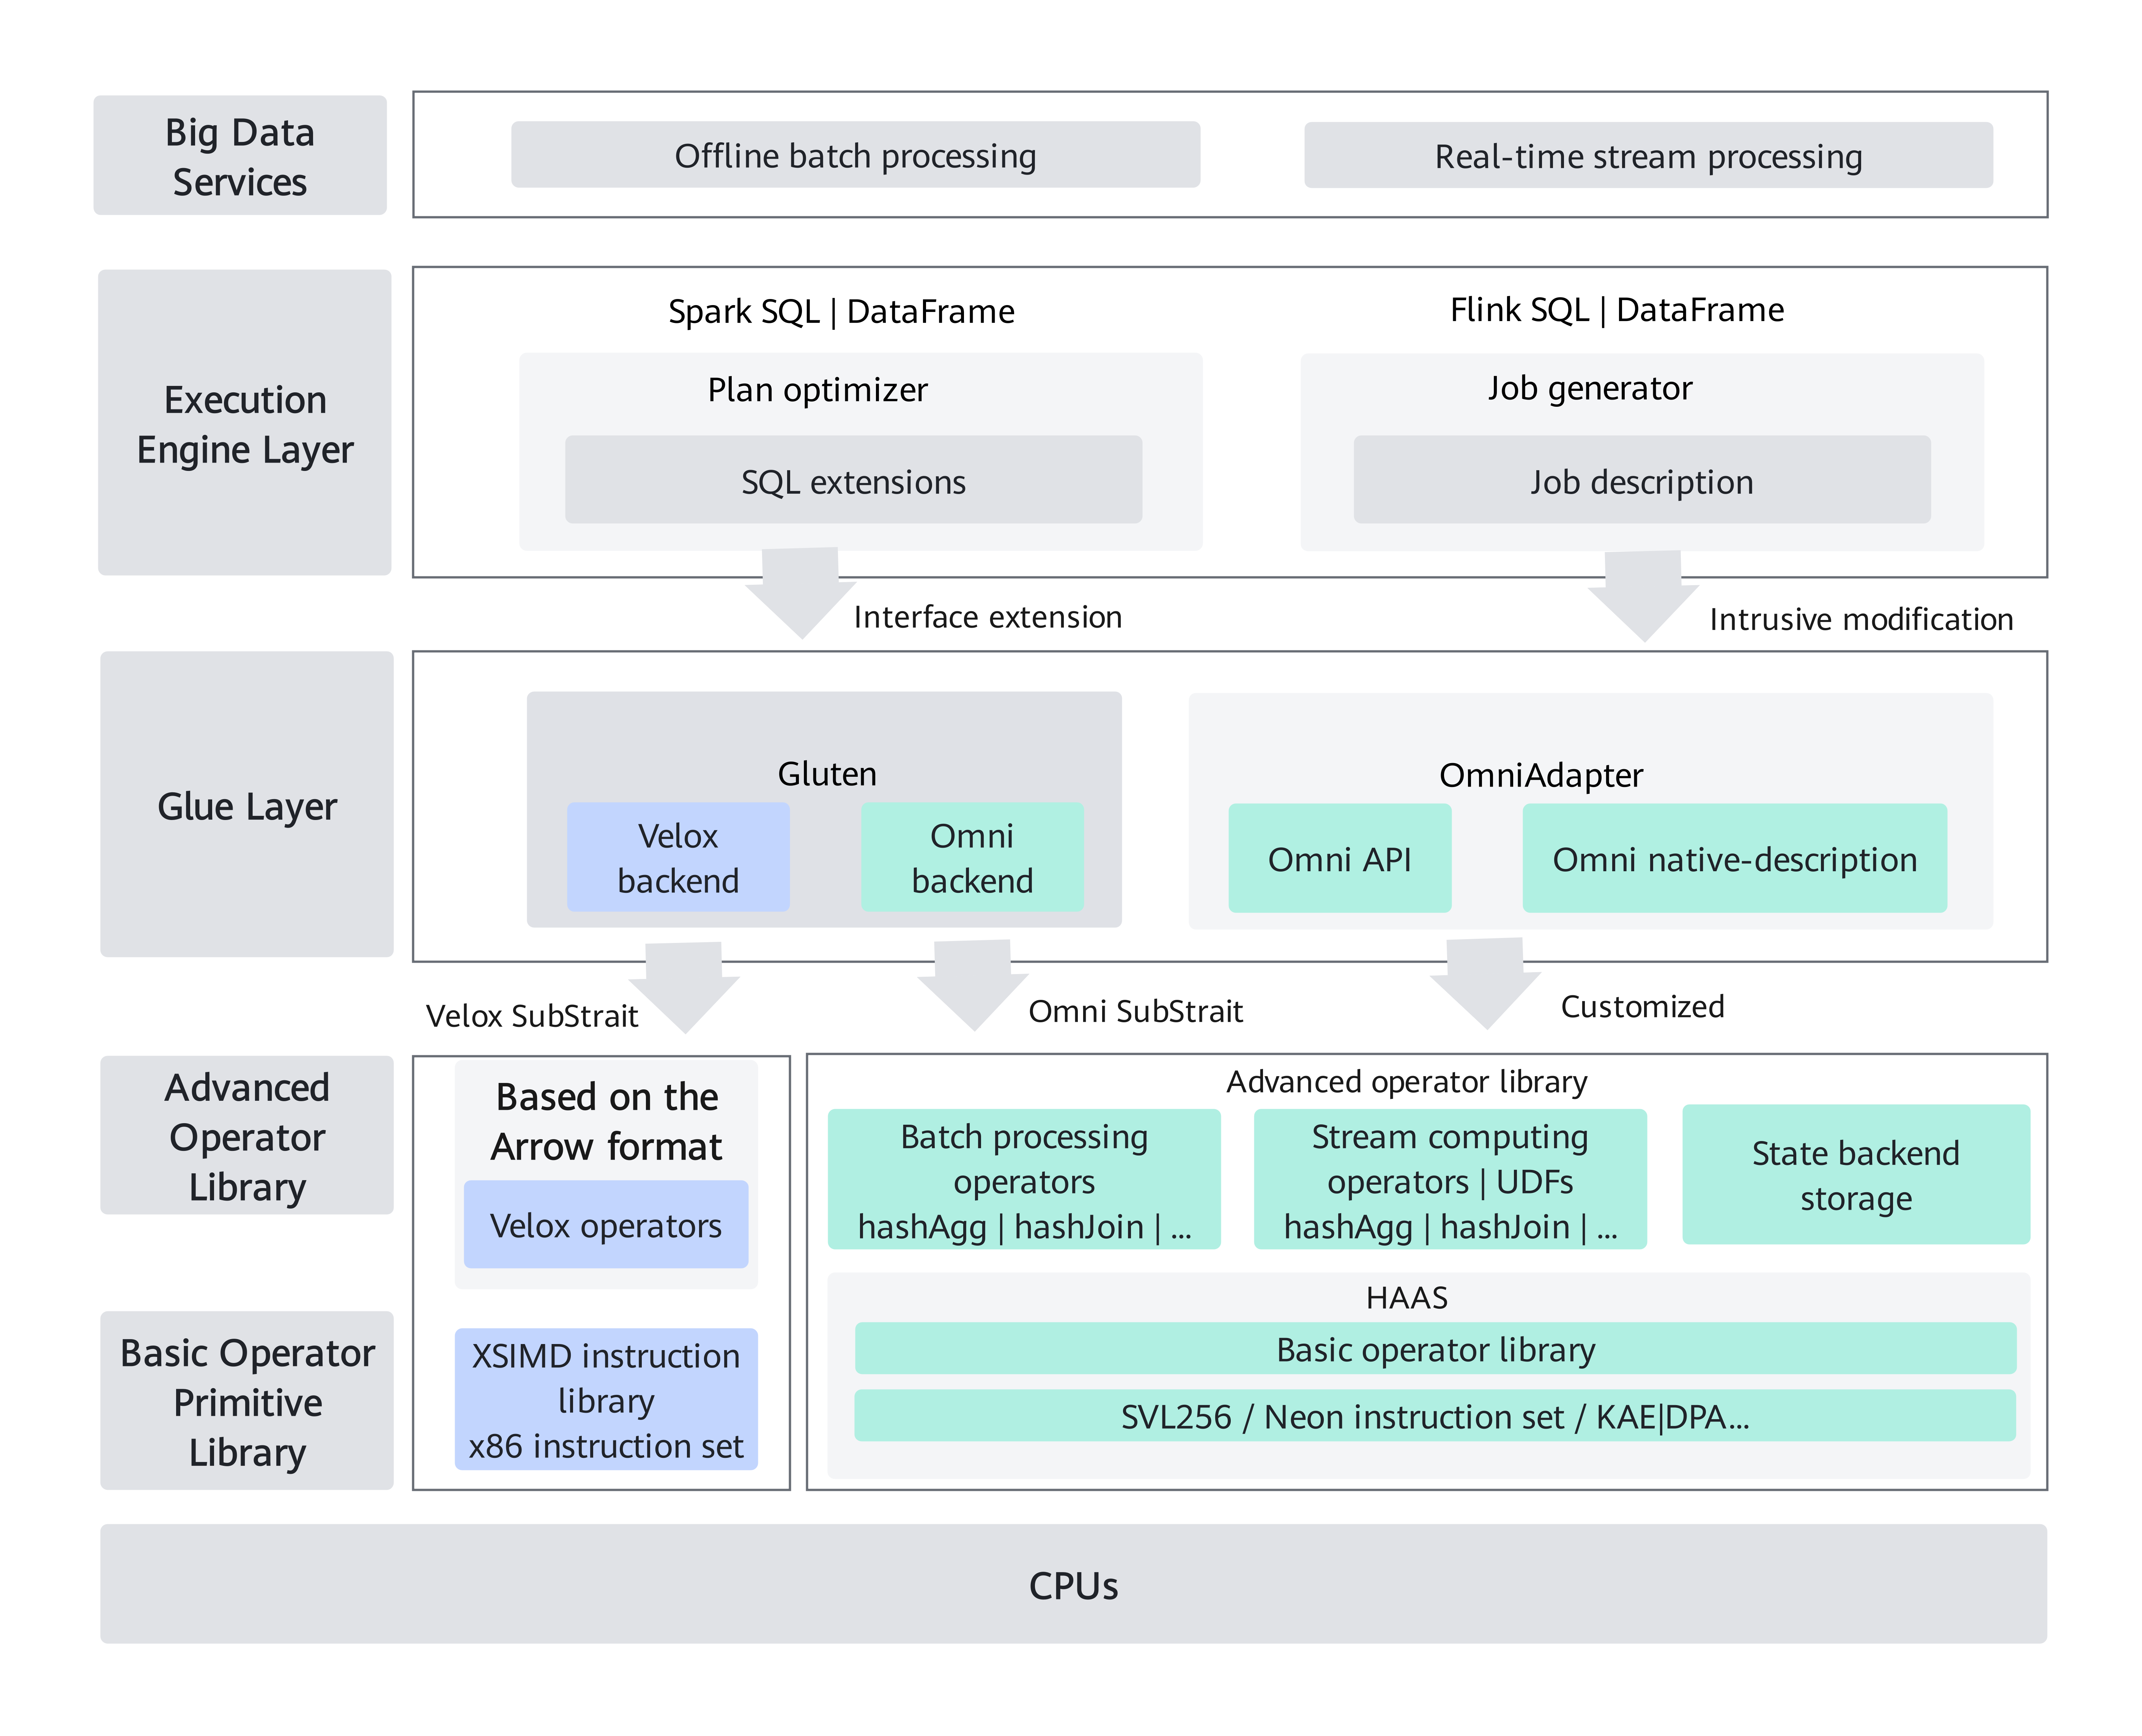 Big Data
Services
Offline batch processing
Real-time stream processing
Execution
Engine Layer
Spark SQL | DataFrame
Plan optimizer
SQL extensions
Flink SQL | DataFrame
Job generator
Job description
Interface extension
Intrusive modification
Glue Layer
Gluten
Velox
backend
Omni
backend
OmniAdapter
Omni API
Omni native-description
Velox SubStrait
Omni SubStrait
Customized
Advanced
Operator
Library
Based on the
Arrow format
Velox operators
Advanced operator library
Batch processing
operators
hashAgg | hashJoin | ...
Stream computing
operators | UDFs
hashAgg | hashJoin | ...
State backend
storage
Basic Operator
Primitive
Library
XSIMD instruction
library
x86 instruction set
HAAS
Basic operator library
SVL256 / Neon instruction set / KAE|DPA...
CPUs